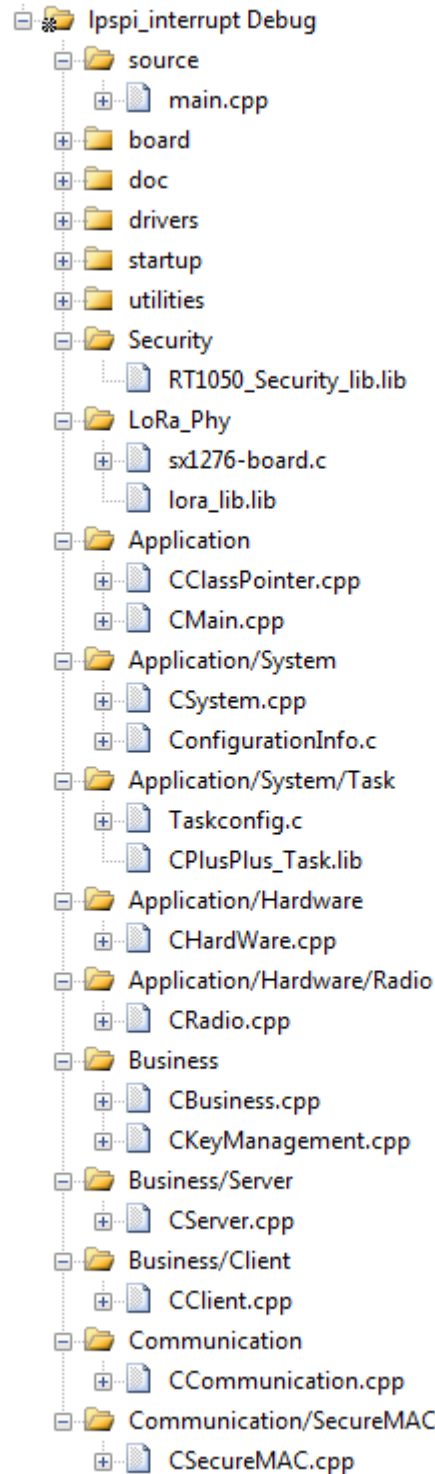 lpspi_interrupt Debug
source
main.cpp
board
doc
drivers
startup
utilities
Security
RT1050_Security_lib.lib
LoRa_Phy
sx1276-board.c
lora_lib.lib
Application
CClassPointer.cpp
CMain.cpp
Application/System
CSystem.cpp
ConfigurationInfo.c
Application/System/Task
Taskconfig.c
CPlusPlus_Task.lib
Application/Hardware
CHardWare.cpp
Application/Hardware/Radio
CRadio.cpp
Business
CBusiness.cpp
CKeyManagement.cpp
Business/Server
CServer.cpp
Business/Client
CClient.cpp
Communication
CCommunication.cpp
Communication/SecureMAC
CSecureMAC.cpp